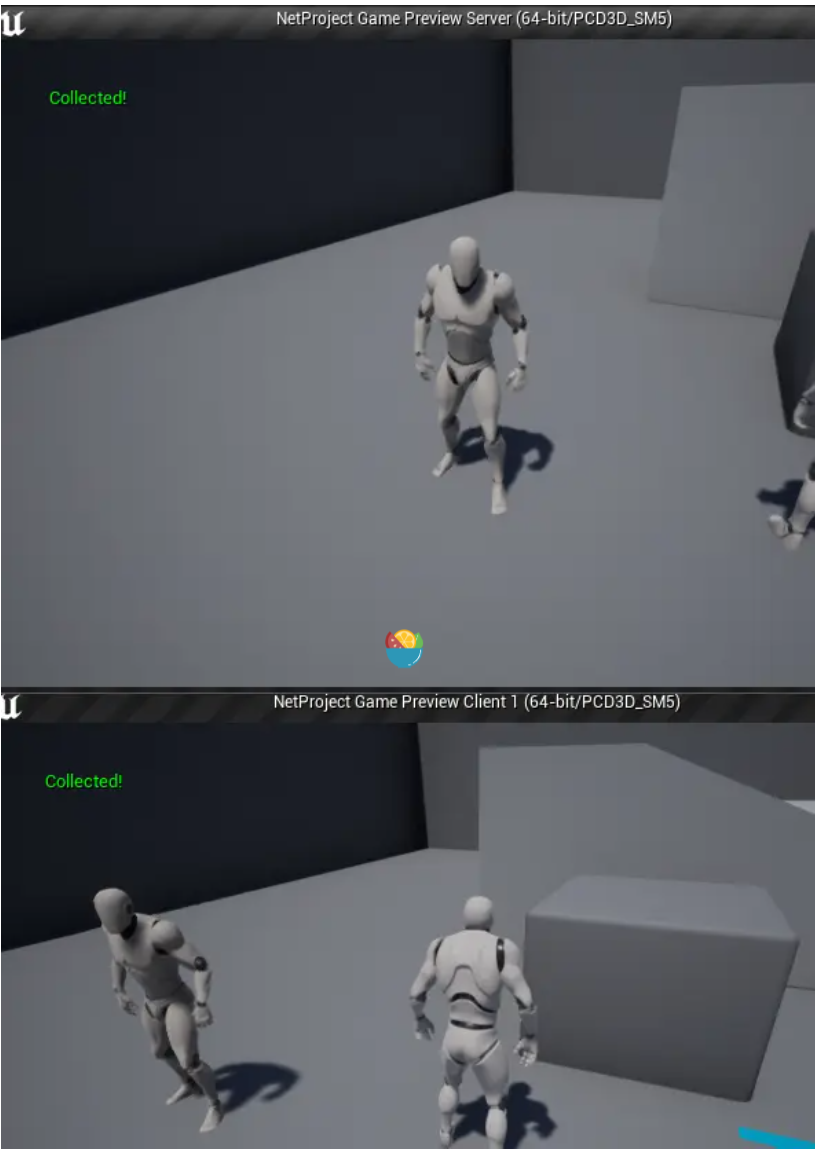 NetProject Game Preview Server (64-bit/PCD3D_SM5)
Collected!
NetProject Game Preview Client 1 (64-bit/PCD3D_SM5)
Collected!